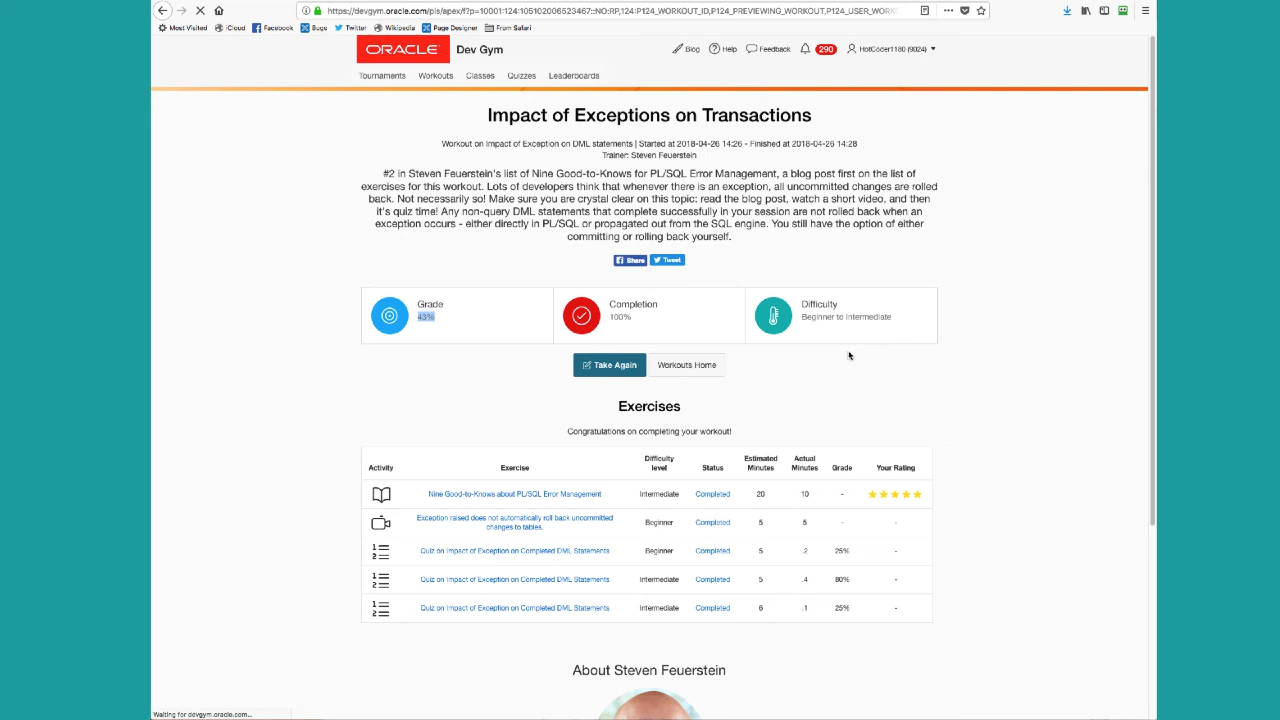 https://devgym.oracle.com/pls/apex/f?p=10001:124:105102006523467::NO:RP,124:P124_WORKOUT_ID,P124_PREVIEWING_WORKOUT,P124_USER_WORK
Most Visited iCloud Facebook Bugs Twitter Wikipedia Page Designer From Safari
ORACLE Dev Gym Blog Help Feedback 290 HotCoder1180 (9024)
Tournaments Workouts Classes Quizzes Leaderboards
Impact of Exceptions on Transactions
Workout on Impact of Exception on DML statements | Started at 2018-04-26 14:26 - Finished at 2018-04-26 14:28
Trainer: Steven Feuerstein
#2 in Steven Feuerstein's list of Nine Good-to-Knows for PL/SQL Error Management, a blog post first on the list of
exercises for this workout. Lots of developers think that whenever there is an exception, all uncommitted changes are rolled
back. Not necessarily so! Make sure you are crystal clear on this topic: read the blog post, watch a short video, and then
it's quiz time! Any non-query DML statements that complete successfully in your session are not rolled back when an
exception occurs - either directly in PL/SQL or propagated out from the SQL engine. You still have the option of either
committing or rolling back yourself.
Share Tweet
Grade Completion Difficulty
43% 100% Beginner to Intermediate
Take Again Workouts Home
Exercises
Congratulations on completing your workout!
Activity Exercise Difficulty level Status Estimated Minutes Actual Minutes Grade Your Rating
Nine Good-to-Knows about PL/SQL Error Management Intermediate Completed 20 10 -
Exception raised does not automatically roll back uncommitted
changes to tables. Beginner Completed 5 5 - -
Quiz on Impact of Exception on Completed DML Statements Beginner Completed 5 .2 25% -
Quiz on Impact of Exception on Completed DML Statements Intermediate Completed 5 .4 80% -
Quiz on Impact of Exception on Completed DML Statements Intermediate Completed 6 .1 25% -
About Steven Feuerstein
Waiting for devgym.oracle.com...